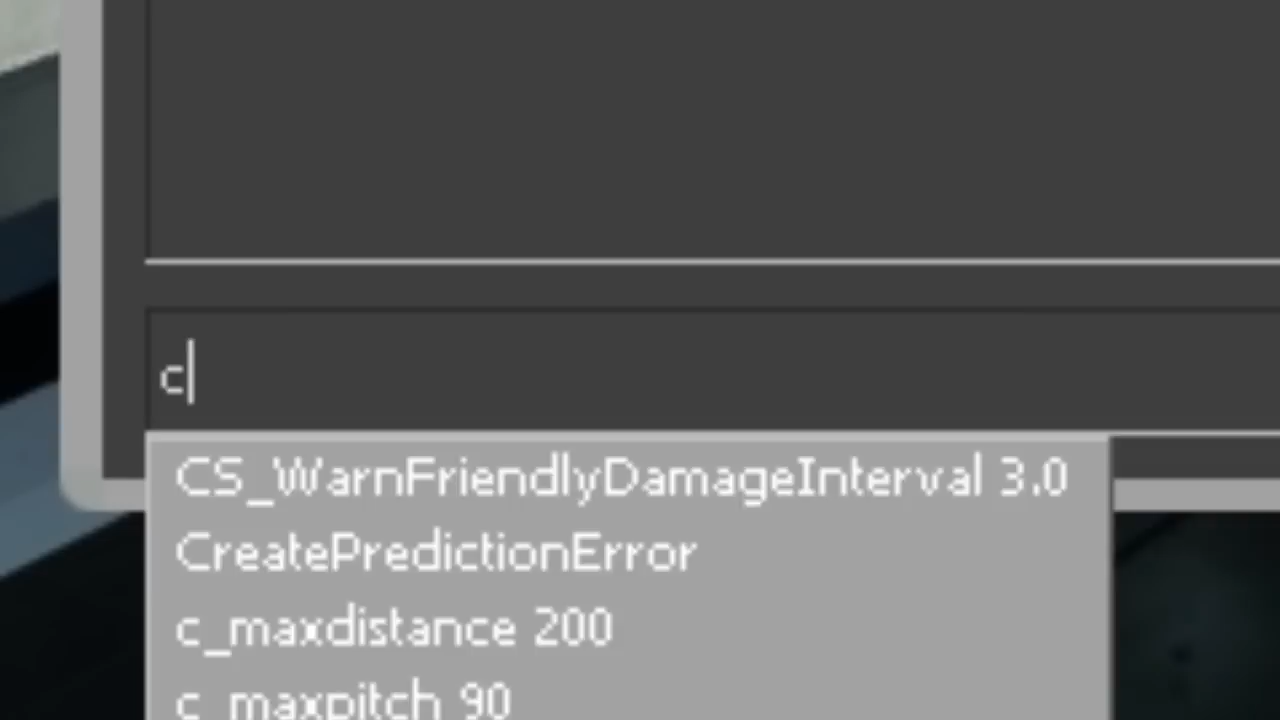 c
CS_WarnFriendlyDamageInterval 3.0
CreatePredictionError
c_maxdistance 200
c_maxpitch 90